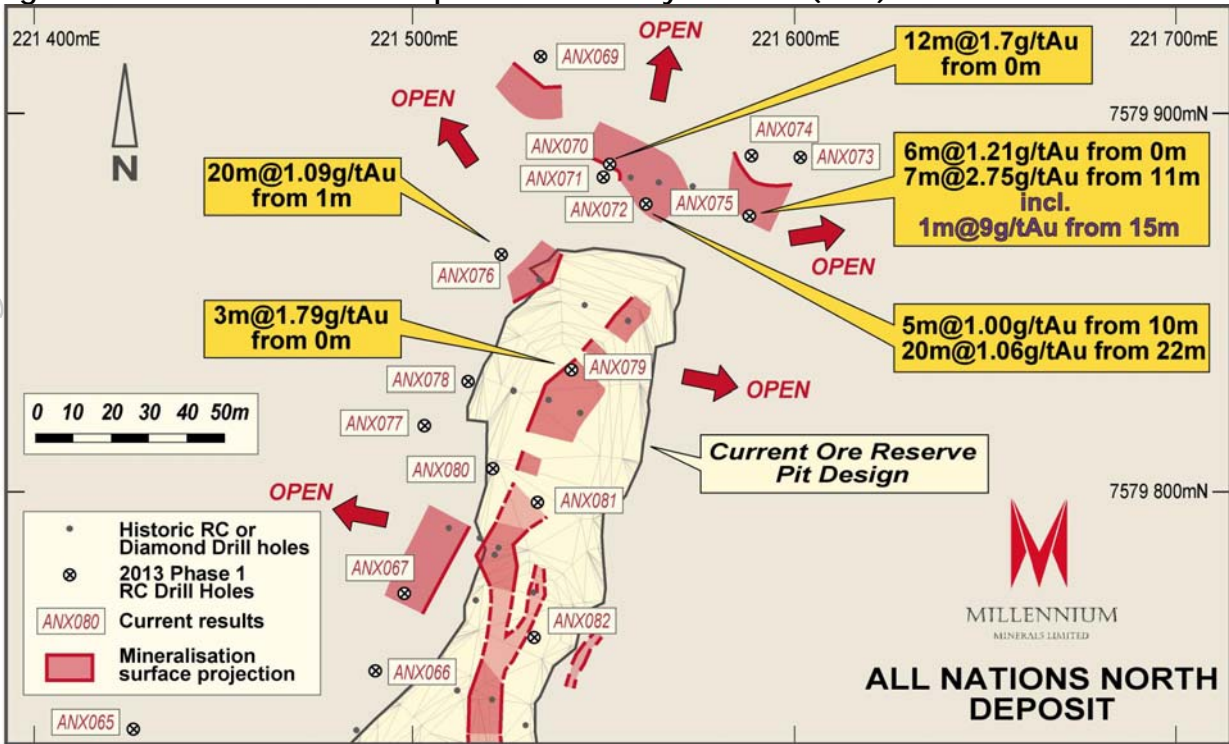 221 400mE
221 500mE
221 600mE
221 700mE
ANX069
OPEN
12m@1.7g/tAu
from 0m
OPEN
7579 900mN
N
ANX070
ANX074
ANX073
ANX071
20m@1.09g/tAu
from 1m
6m@1.21g/tAu from 0m
7m@2.75g/tAu from 11m
incl.
1m@9g/tAu from 15m
ANX072
ANX075
OPEN
ANX076
3m@1.79g/tAu
from 0m
5m@1.00g/tAu from 10m
20m@1.06g/tAu from 22m
ANX079
ANX078
OPEN
0 10 20 30 40 50m
ANX077
Current Ore Reserve
Pit Design
ANX080
OPEN
ANX081
7579 800mN
Historic RC or
Diamond Drill holes
2013 Phase 1
RC Drill Holes
ANX080 Current results
Mineralisation
surface projection
ANX067
ANX082
MILLENNIUM
MINERALS LIMITED
ANX066
ALL NATIONS NORTH
DEPOSIT
ANX065